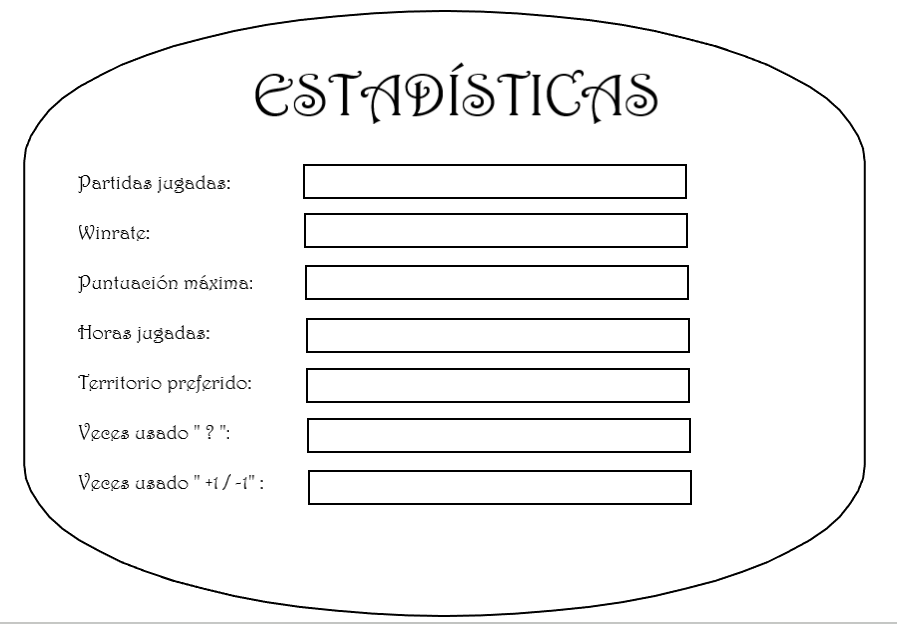 ESTADÍSTICAS
Partidas jugadas:
Winrate:
Puntuación máxima:
Horas jugadas:
Territorio preferido:
Veces usado " ? ":
Veces usado " +1 / -1" :